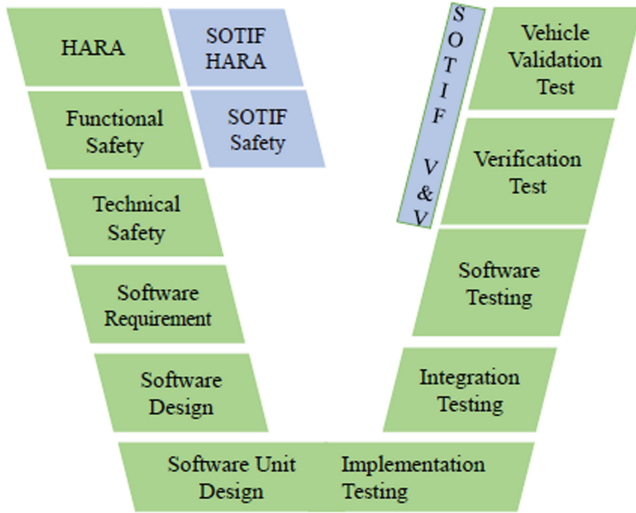 HARA
SOTIF
HARA
Functional
Safety
SOTIF
Safety
Technical
Safety
Software
Requirement
Software
Design
Software Unit
Design
Implementation
Testing
Integration
Testing
Software
Testing
Verification
Test
Vehicle
Validation
Test
SOTIF V&V